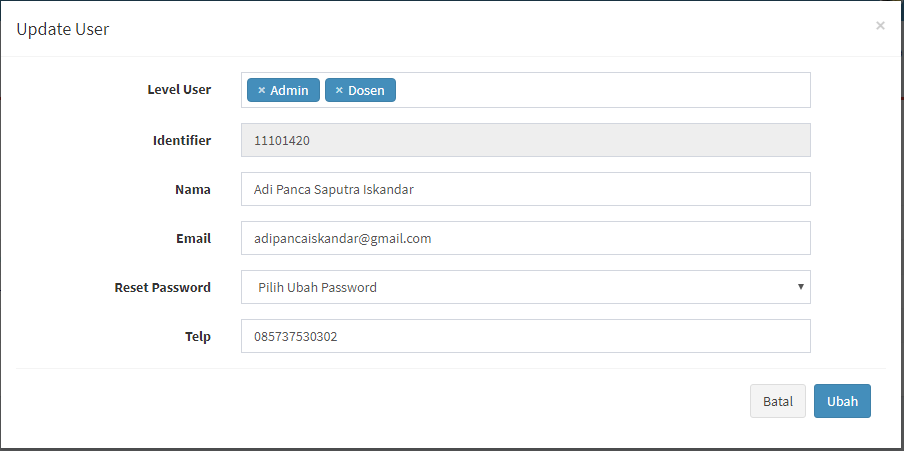 Update User ×
Level User × Admin × Dosen
Identifier 11101420
Nama Adi Panca Saputra Iskandar
Email adipancaiskandar@gmail.com
Reset Password Pilih Ubah Password
Telp 085737530302
Batal Ubah